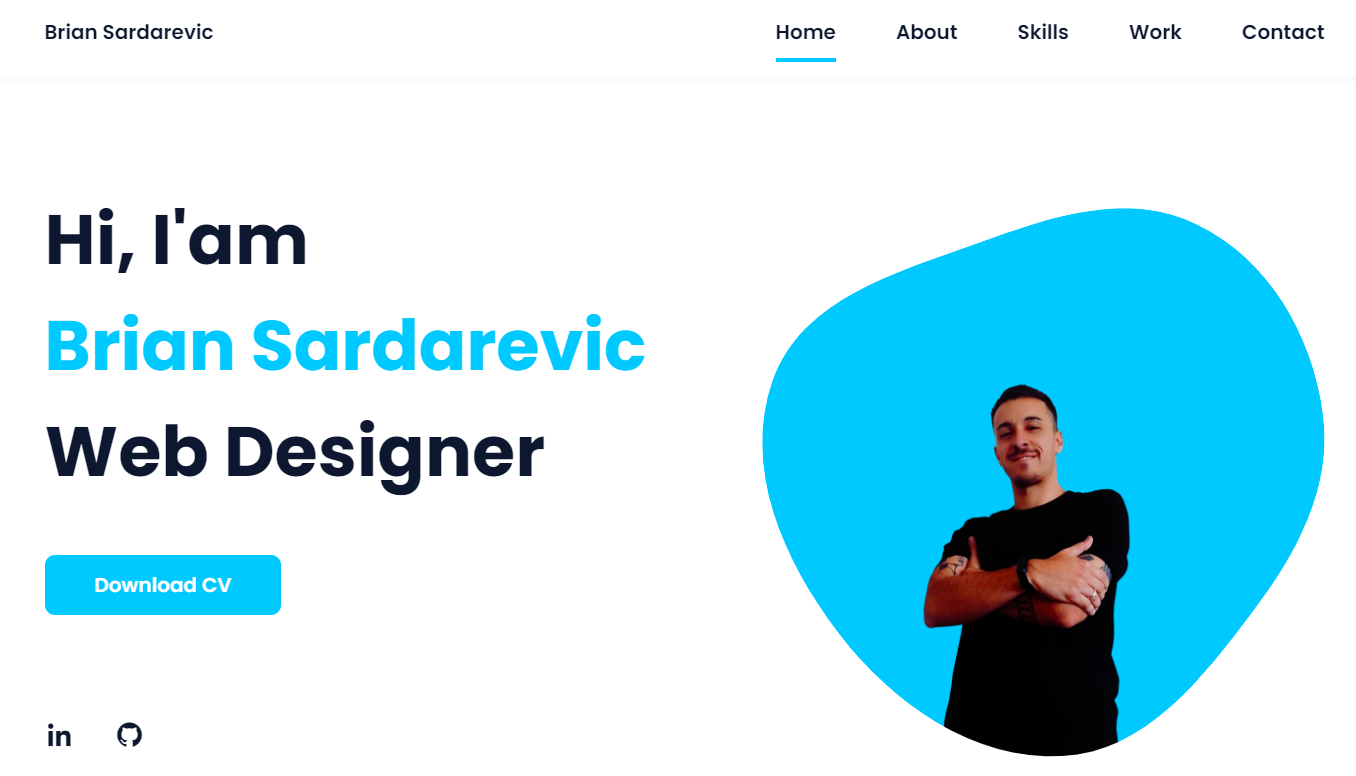 Brian Sardarevic
Home About Skills Work Contact
Hi, I'am
Brian Sardarevic
Web Designer
Download CV
in